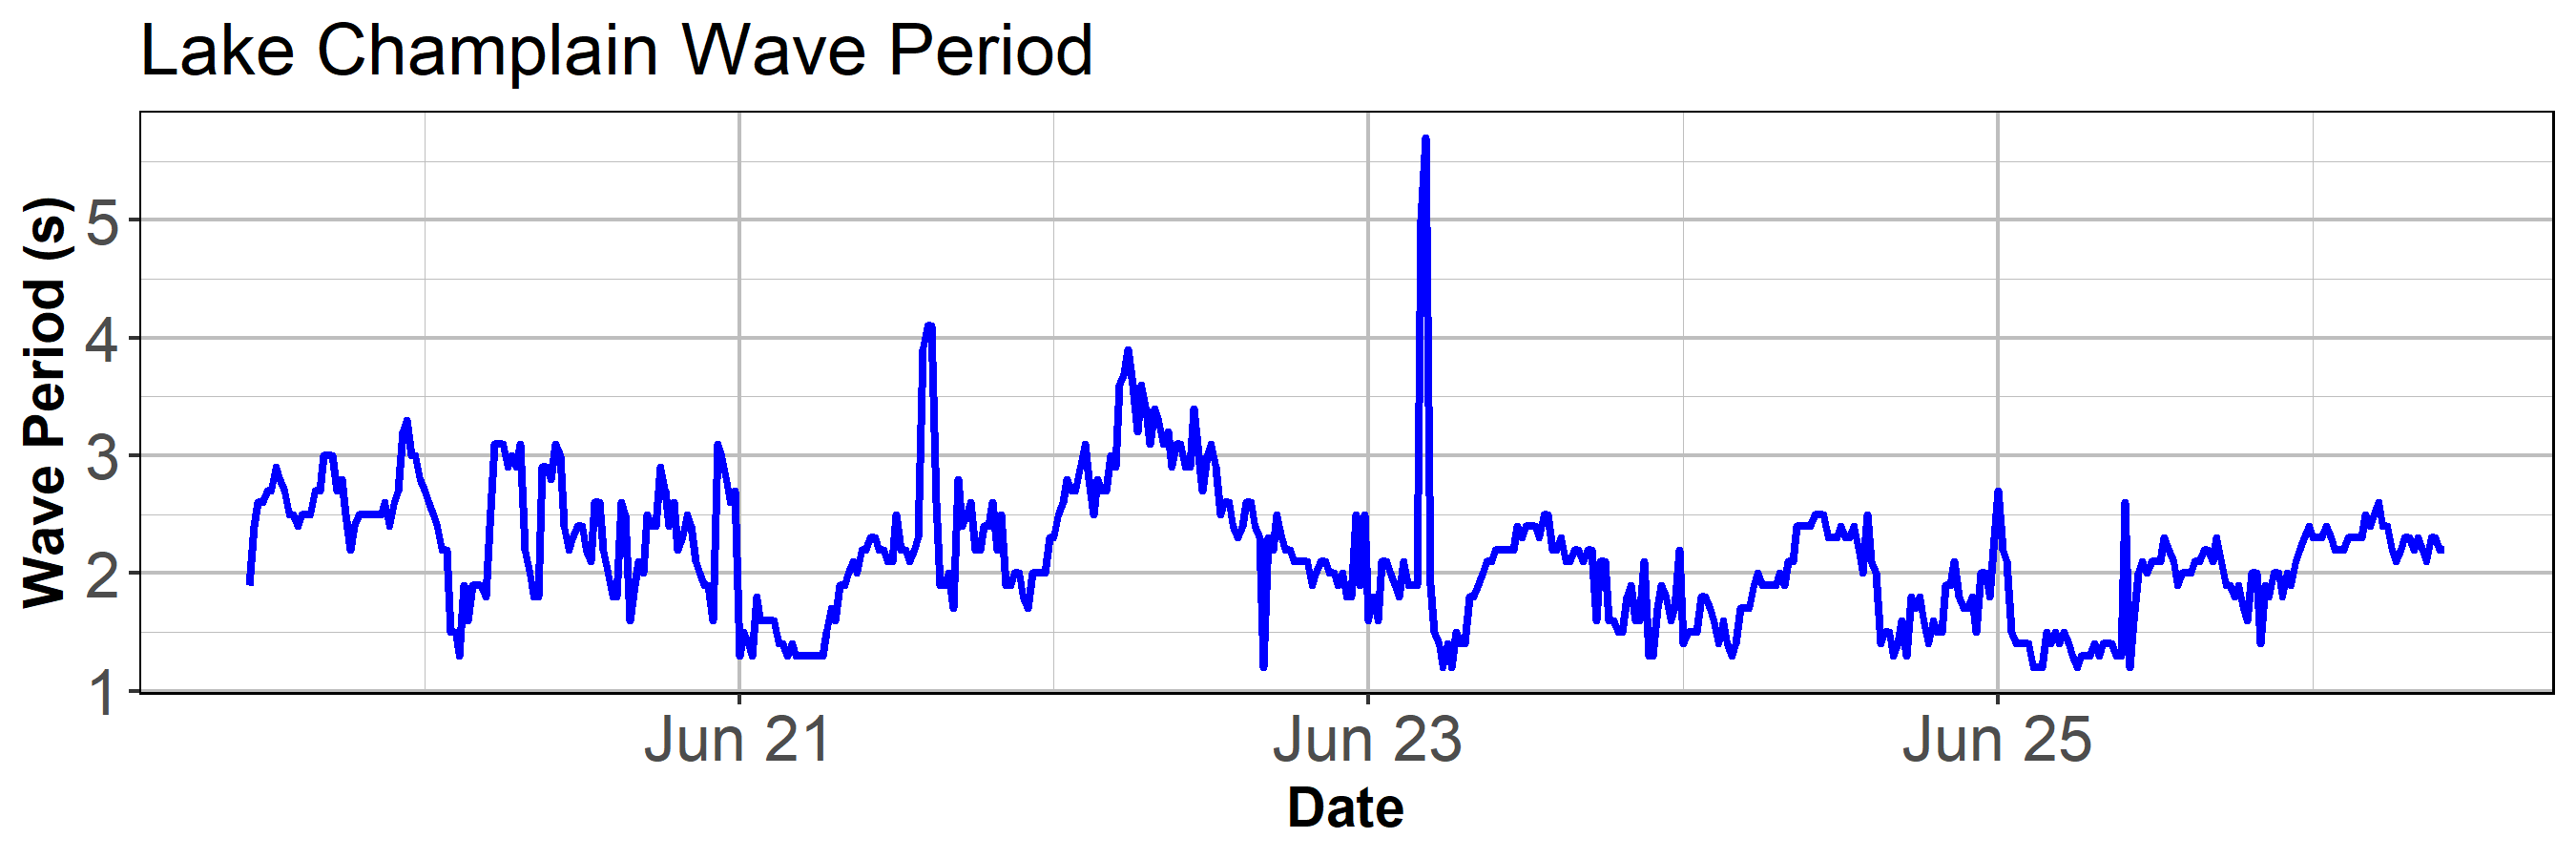 Lake Champlain Wave Period
Wave Period (s)
5
4
3
2
1
Jun 21
Jun 23
Jun 25
Date